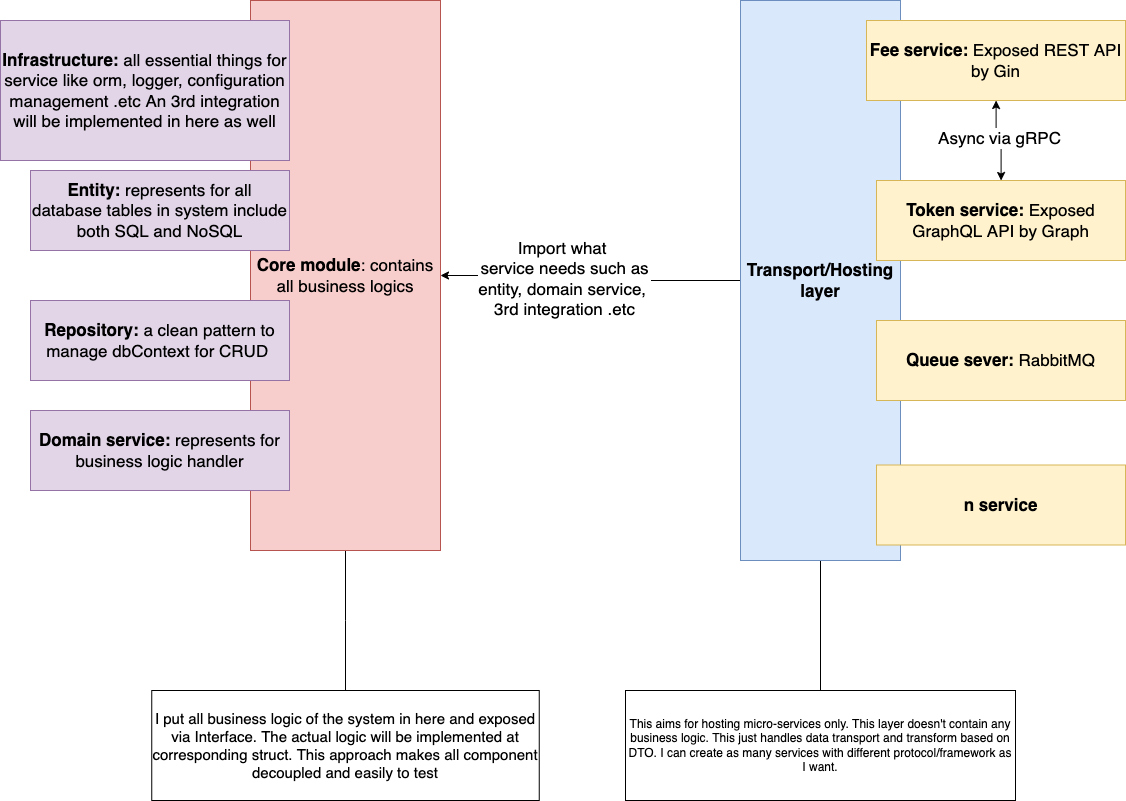 Infrastructure: all essential things for
service like orm, logger, configuration
management .etc An 3rd integration
will be implemented in here as well
Entity: represents for all
database tables in system include
both SQL and NoSQL
Core module: contains
all business logics
Repository: a clean pattern to
manage dbContext for CRUD
Domain service: represents for
business logic handler
Import what
service needs such as
entity, domain service,
3rd integration .etc
Transport/Hosting
layer
Fee service: Exposed REST API
by Gin
Async via gRPC
Token service: Exposed
GraphQL API by Graph
Queue sever: RabbitMQ
n service
I put all business logic of the system in here and exposed
via Interface. The actual logic will be implemented at
corresponding struct. This approach makes all component
decoupled and easily to test
This aims for hosting micro-services only. This layer doesn't contain any
business logic. This just handles data transport and transform based on
DTO. I can create as many services with different protocol/framework as
I want.